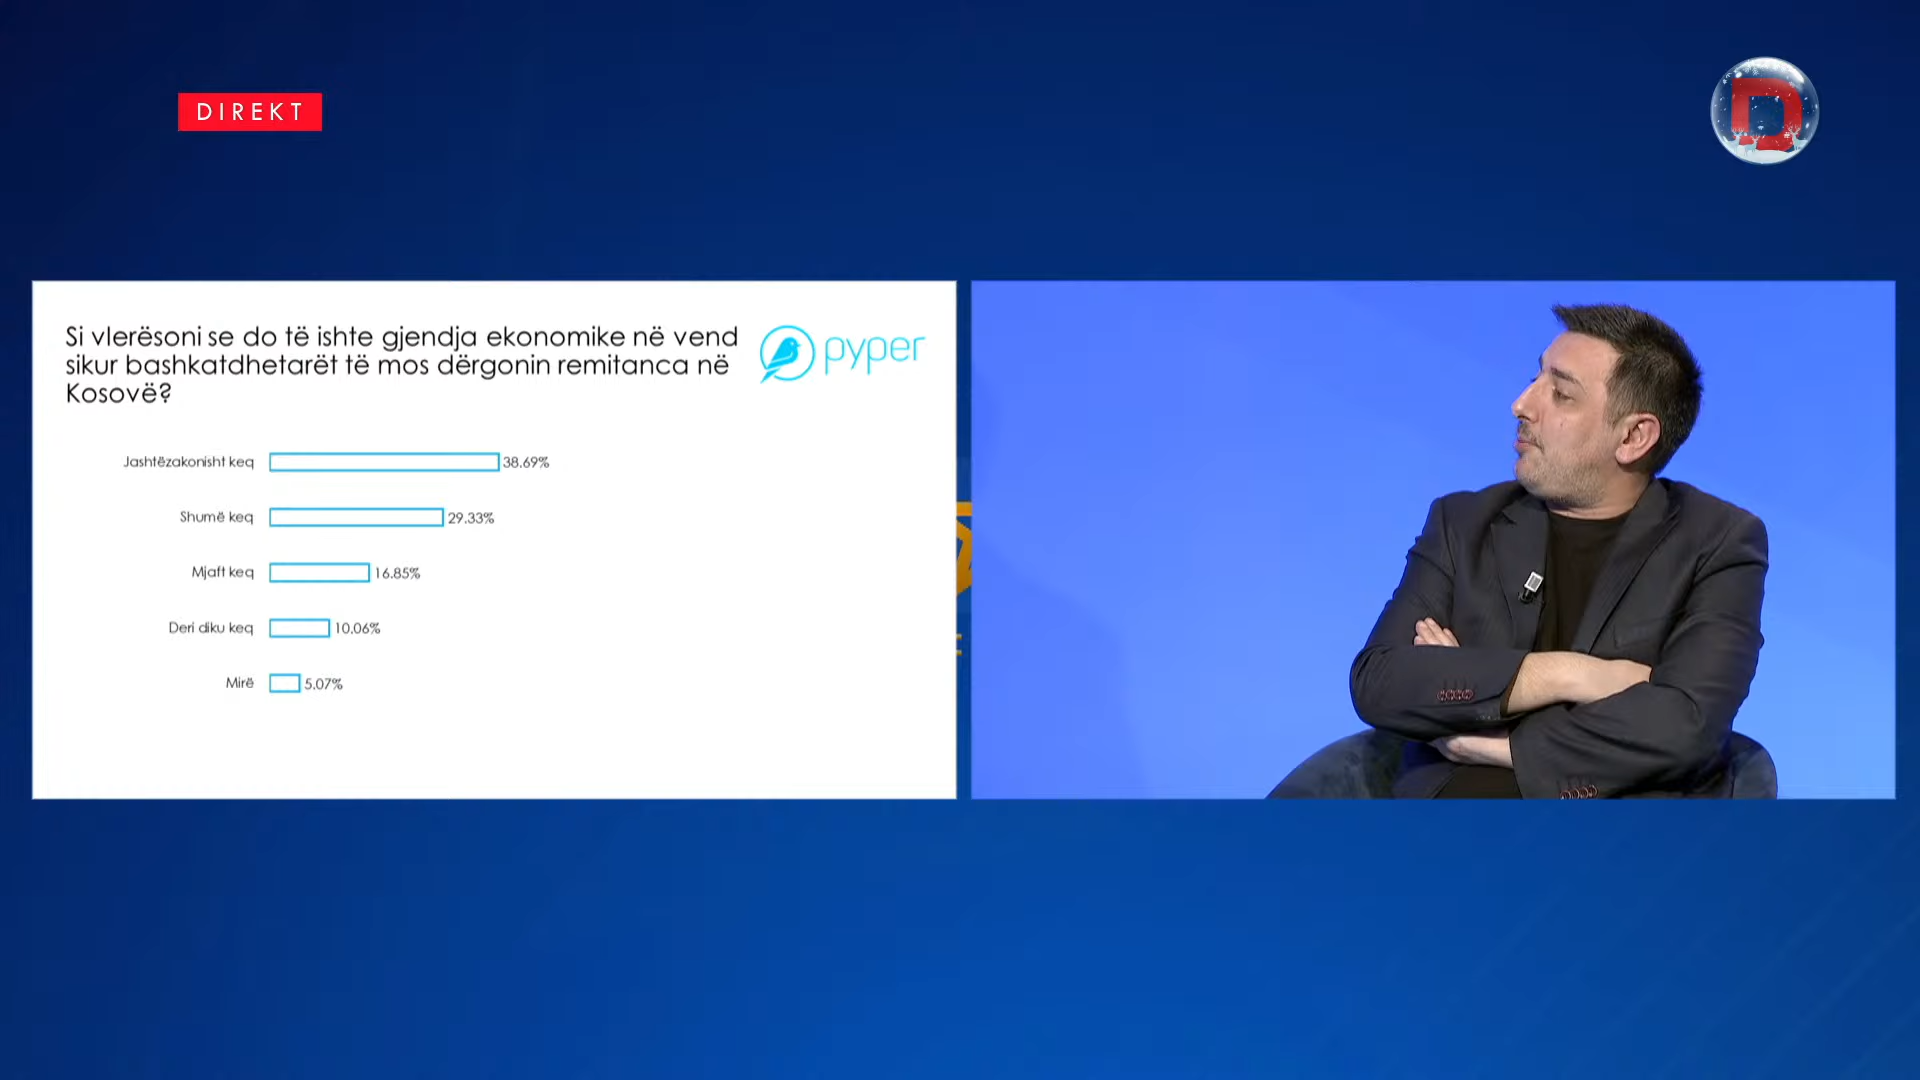 DIREKT
D
Si vlerësoni se do të ishte gjendja ekonomike në vend
sikur bashkatdhetarët të mos dërgonin remitanca në
Kosovë?
pyper
Jashtëzakonisht keq 38.69%
Shumë keq 29.33%
Mjaft keq 16.85%
Deri diku keq 10.06%
Mirë 5.07%